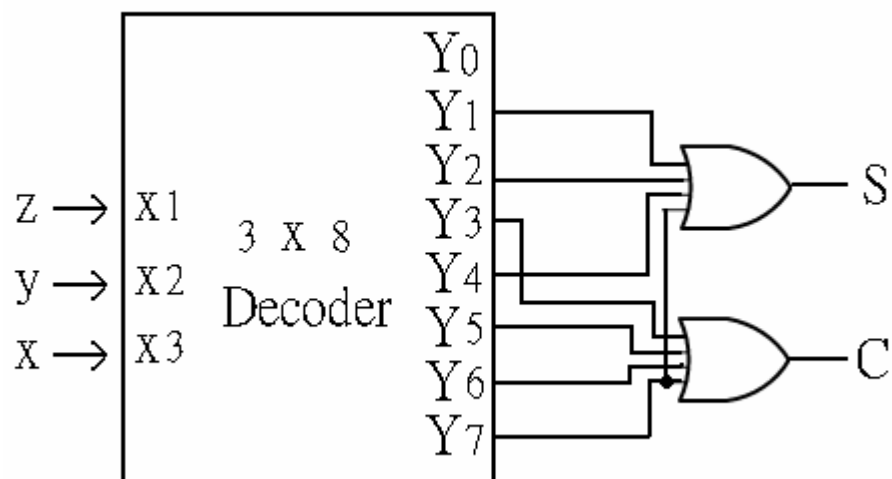 Y0
Y1
Y2
Y3
Y4
Y5
Y6
Y7
z X1
y X2
x X3
3 X 8
Decoder
S
C